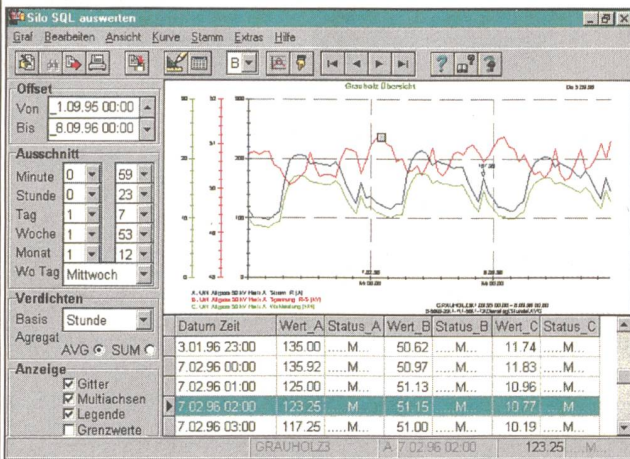 Silo SQL auswerten
Graf Bearbeiten Ansicht Kurve Stamm Extras Hilfe
B
Offset
Von _1.09.95 00:00
Bis _8.09.96 00:00
Ausschnitt
Minute 0 59
Stunde 0 23
Tag 1 7
Woche 1 53
Monat 1 12
Wo Tag Mittwoch
Verdichten
Basis Stunde
Agregat
AVG SUM
Anzeige
Gitter
Multiachsen
Legende
Grenzwerte
Grauholz Übersicht
Datum Zeit Wert_A Status_A Wert_B Status_B Wert_C Status_C
3.01.96 23:00 135.00 .....M... 50.62 ....M... 11.74 ....M...
7.02.96 00:00 135.92 .....M... 50.97 ....M... 11.83 ....M...
7.02.96 01:00 125.00 .....M... 51.13 ....M... 10.96 ....M...
7.02.96 02:00 123.25 .....M... 51.15 ....M... 10.77 ....M...
7.02.96 03:00 117.25 .....M... 51.00 ....M... 10.19 ....M...
GRAUHOLZ3 A 7.02.96 02:00 123.25 ....M...